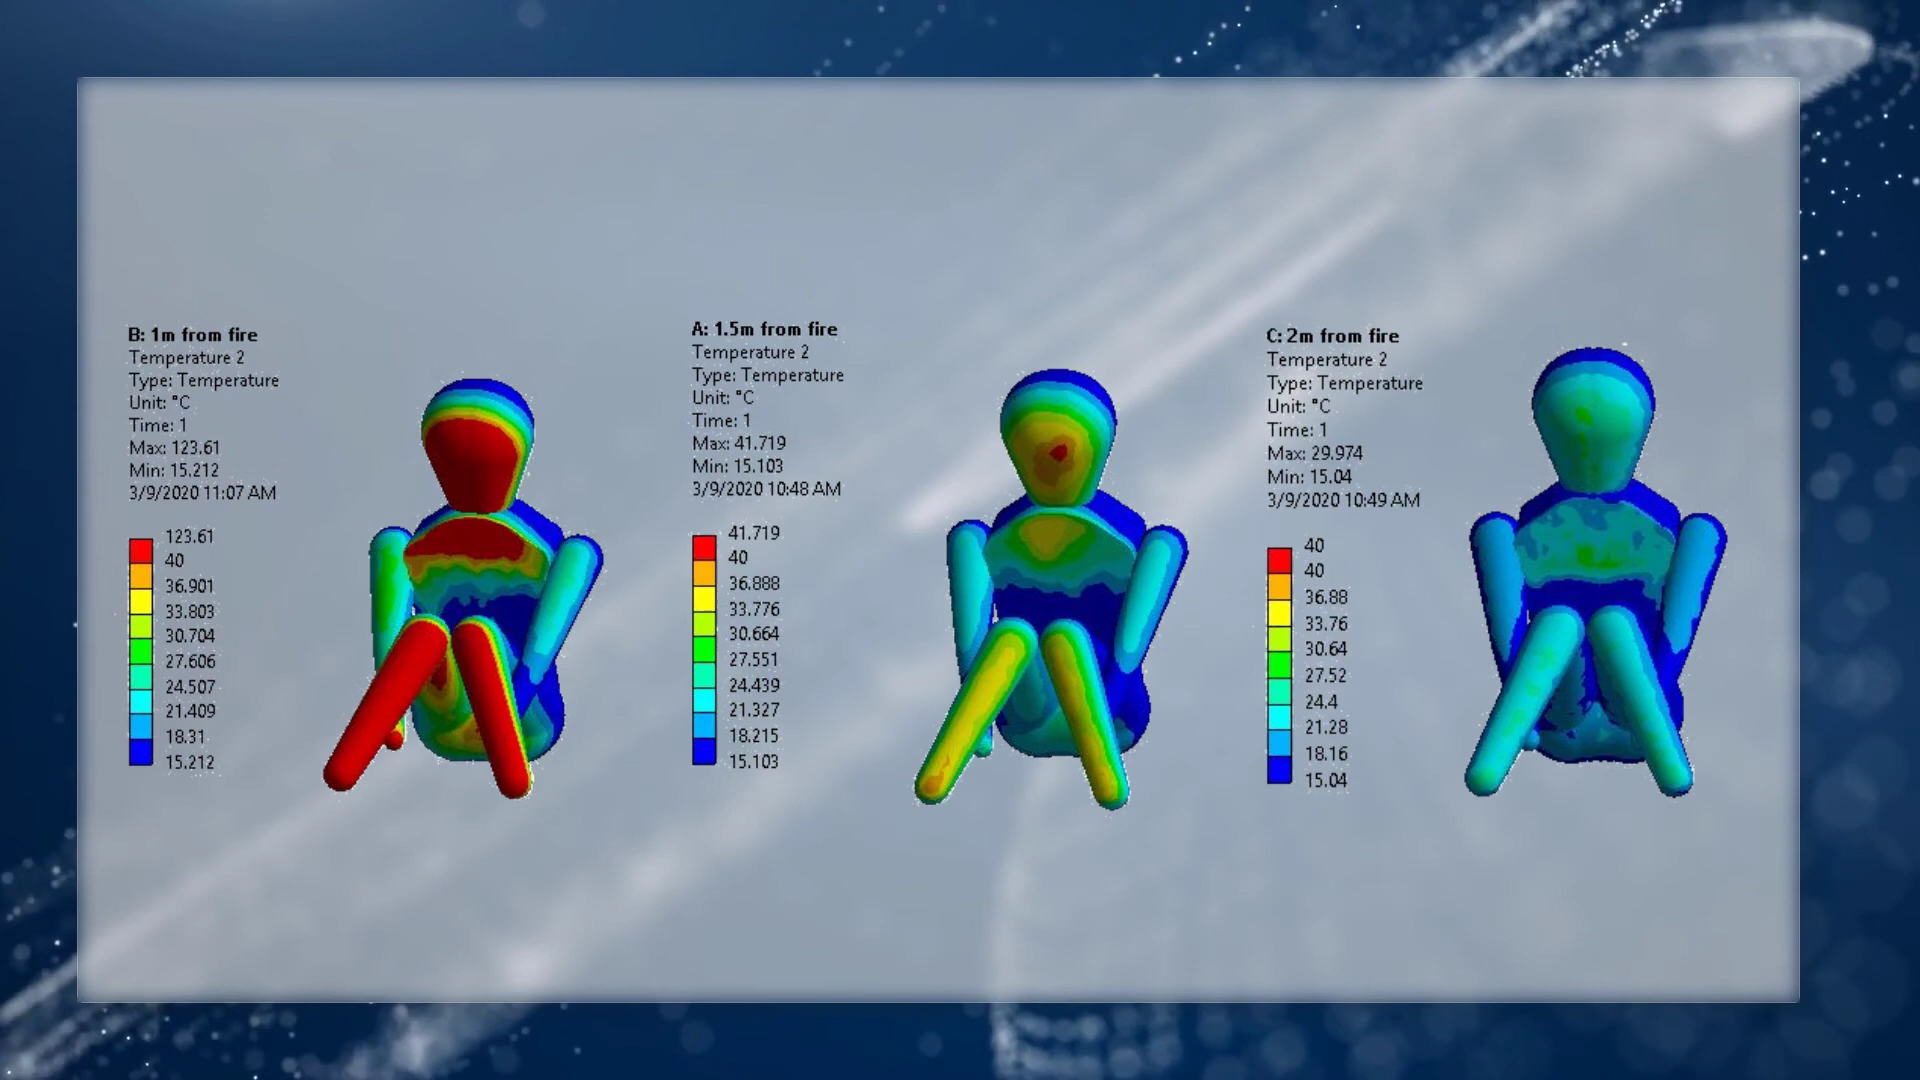 B: 1m from fire
Temperature 2
Type: Temperature
Unit: °C
Time: 1
Max: 123.61
Min: 15.212
3/9/2020 11:07 AM
123.61
40
36.901
33.803
30.704
27.606
24.507
21.409
18.31
15.212
A: 1.5m from fire
Temperature 2
Type: Temperature
Unit: °C
Time: 1
Max: 41.719
Min: 15.103
3/9/2020 10:48 AM
41.719
40
36.888
33.776
30.664
27.551
24.439
21.327
18.215
15.103
C: 2m from fire
Temperature 2
Type: Temperature
Unit: °C
Time: 1
Max: 29.974
Min: 15.04
3/9/2020 10:49 AM
40
40
36.88
33.76
30.64
27.52
24.4
21.28
18.16
15.04